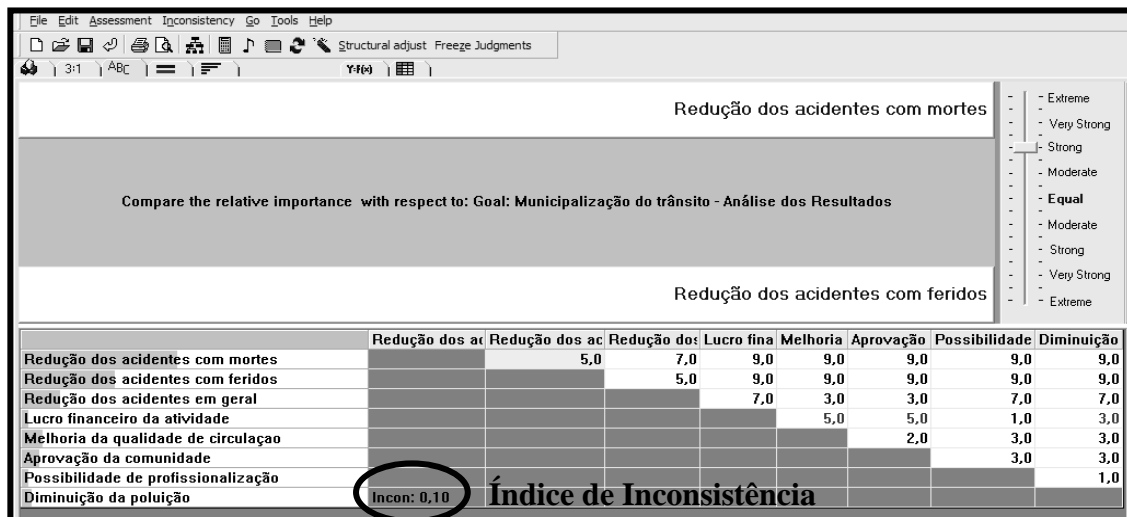 File Edit Assessment Inconsistency Go Tools Help
Structural adjust Freeze Judgments
3:1 ABC Y=F(x)
Redução dos acidentes com mortes
Compare the relative importance with respect to: Goal: Municipalização do trânsito - Análise dos Resultados
Redução dos acidentes com feridos
Extreme
Very Strong
Strong
Moderate
Equal
Moderate
Strong
Very Strong
Extreme
Redução dos ac Redução dos ac Redução dos Lucro fina Melhoria Aprovação Possibilidade Diminuição
Redução dos acidentes com mortes 5,0 7,0 9,0 9,0 9,0 9,0 9,0
Redução dos acidentes com feridos 5,0 9,0 9,0 9,0 9,0 9,0
Redução dos acidentes em geral 7,0 3,0 3,0 7,0 7,0
Lucro financeiro da atividade 5,0 5,0 1,0 3,0
Melhoria da qualidade de circulaçao 2,0 3,0 3,0
Aprovação da comunidade 3,0 3,0
Possibilidade de profissionalização 1,0
Diminuição da poluição Incon: 0,10 Índice de Inconsistência